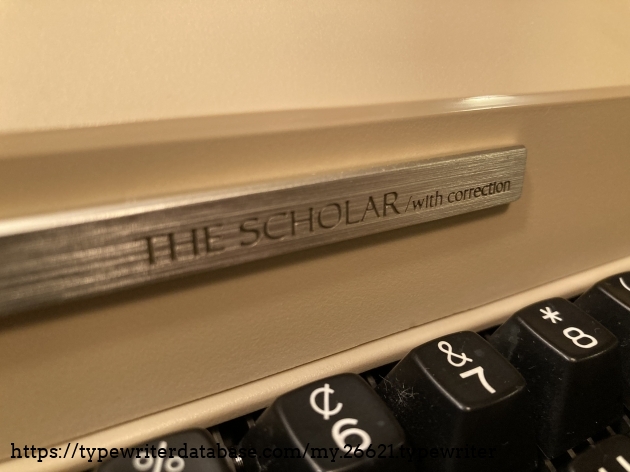 THE SCHOLAR/with correction
* 8
& 7
¢ 6
%
https://typewriterdatabase.com/my.26621.typewriter